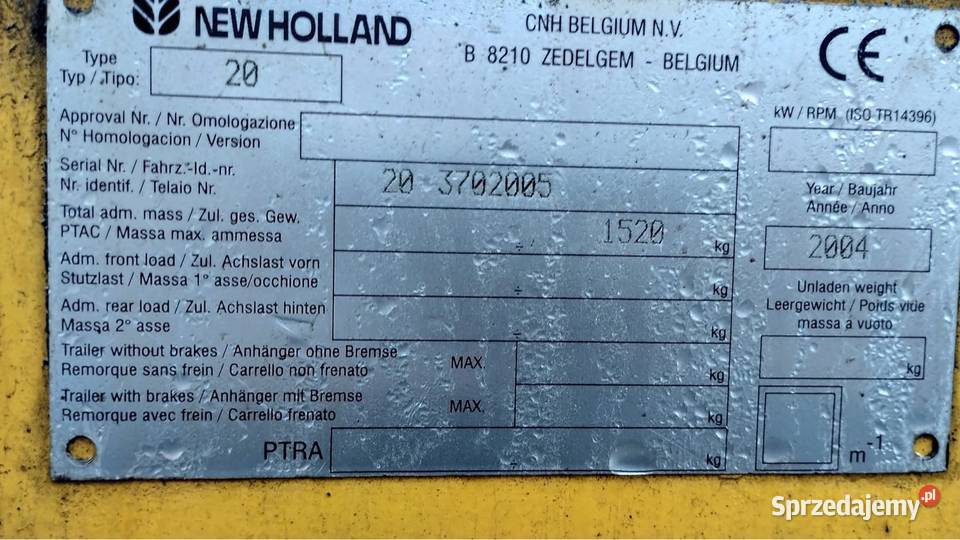 NEW HOLLAND
CNH BELGIUM N.V.
B 8210 ZEDELGEM - BELGIUM
CE
Type
Typ / Tipo:
20
Approval Nr. / Nr. Omologazione
N° Homologacion / Version
kW / RPM (ISO TR14396)
Serial Nr. / Fahrz.-Id.-nr.
Nr. identif. / Telaio Nr.
20 3702005
Year / Baujahr
Année / Anno
2004
Total adm. mass / Zul. ges. Gew.
PTAC / Massa max. ammessa
÷ / 1520 kg
Adm. front load / Zul. Achslast vorn
Stutzlast / Massa 1° asse/occhione
÷ kg
Unladen weight
Leergewicht / Poids vide
massa a vuoto
kg
Adm. rear load / Zul. Achslast hinten
Massa 2° asse
÷ kg
Trailer without brakes / Anhänger ohne Bremse
Remorque sans frein / Carrello non frenato
MAX.
kg
Trailer with brakes / Anhänger mit Bremse
Remorque avec frein / Carrello frenato
MAX.
kg
PTRA
÷ kg
m-1
Sprzedajemy.pl